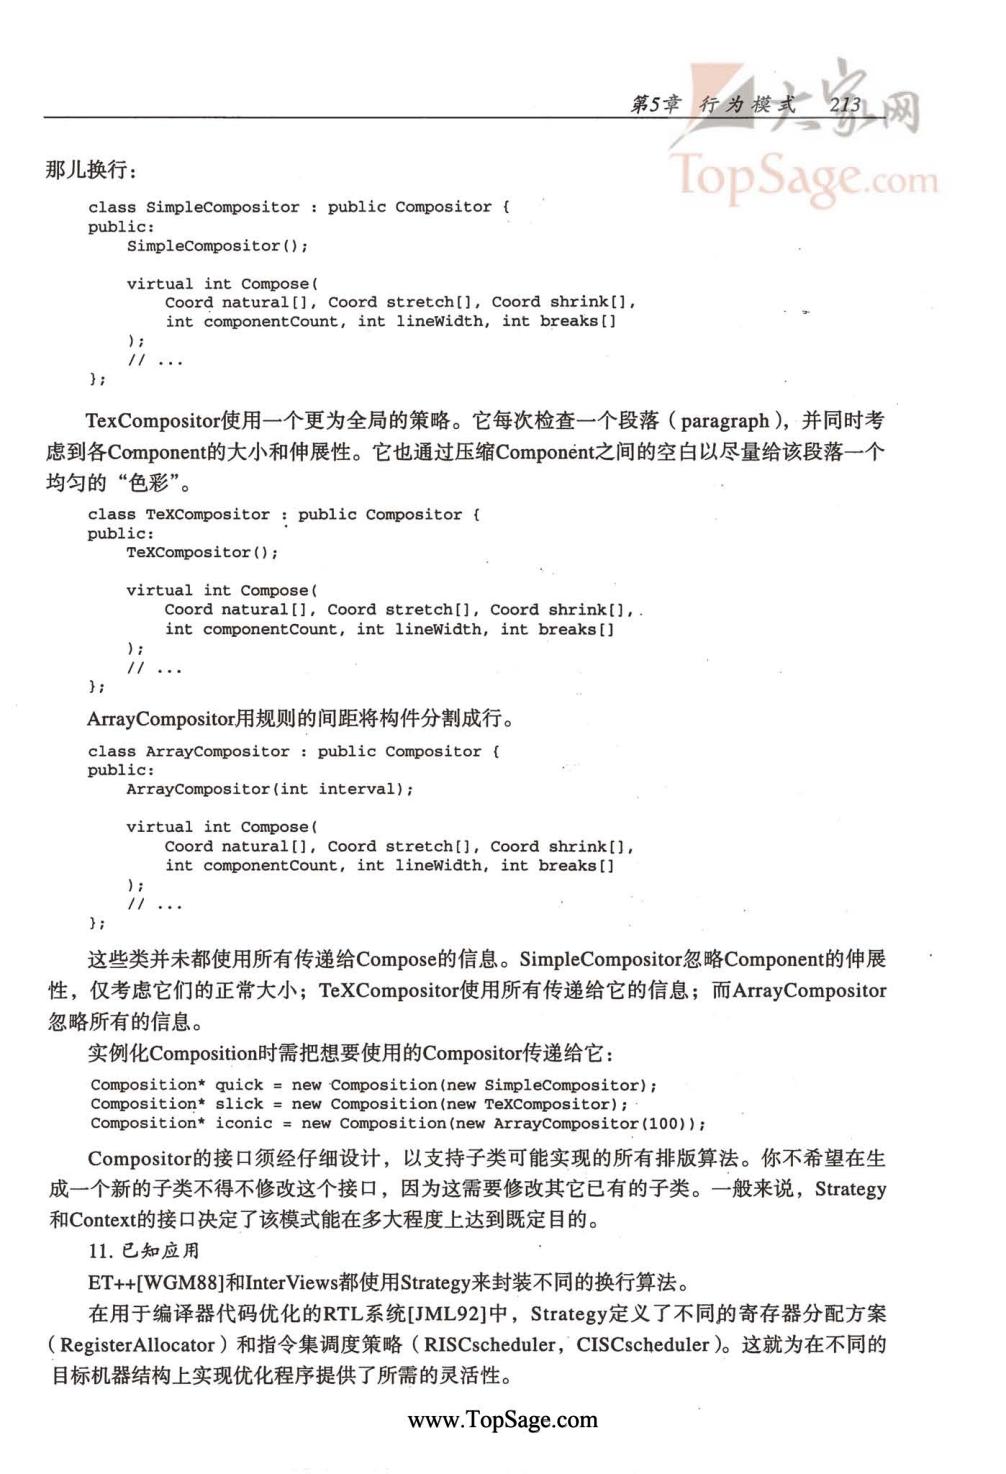 第5章 行为模式 213
大家网
TopSage.com
那儿换行：
class SimpleCompositor : public Compositor {
public:
SimpleCompositor();
virtual int Compose(
Coord natural[], Coord stretch[], Coord shrink[],
int componentCount, int lineWidth, int breaks[]
);
// ...
};
TexCompositor使用一个更为全局的策略。它每次检查一个段落（paragraph），并同时考
虑到各Component的大小和伸展性。它也通过压缩Component之间的空白以尽量给该段落一个
均匀的“色彩”。
class TeXCompositor : public Compositor {
public:
TeXCompositor();
virtual int Compose(
Coord natural[], Coord stretch[], Coord shrink[],
int componentCount, int lineWidth, int breaks[]
);
// ...
};
ArrayCompositor用规则的间距将构件分割成行。
class ArrayCompositor : public Compositor {
public:
ArrayCompositor(int interval);
virtual int Compose(
Coord natural[], Coord stretch[], Coord shrink[],
int componentCount, int lineWidth, int breaks[]
);
// ...
};
这些类并未都使用所有传递给Compose的信息。SimpleCompositor忽略Component的伸展
性，仅考虑它们的正常大小；TeXCompositor使用所有传递给它的信息；而ArrayCompositor
忽略所有的信息。
实例化Composition时需把想要使用的Compositor传递给它：
Composition* quick = new Composition(new SimpleCompositor);
Composition* slick = new Composition(new TeXCompositor);
Composition* iconic = new Composition(new ArrayCompositor(100));
Compositor的接口须经仔细设计，以支持子类可能实现的所有排版算法。你不希望在生
成一个新的子类不得不修改这个接口，因为这需要修改其它已有的子类。一般来说，Strategy
和Context的接口决定了该模式能在多大程度上达到既定目的。
11. 已知应用
ET++[WGM88]和InterViews都使用Strategy来封装不同的换行算法。
在用于编译器代码优化的RTL系统[JML92]中，Strategy定义了不同的寄存器分配方案
（RegisterAllocator）和指令集调度策略（RISCscheduler，CISCscheduler）。这就为在不同的
目标机器结构上实现优化程序提供了所需的灵活性。
www.TopSage.com